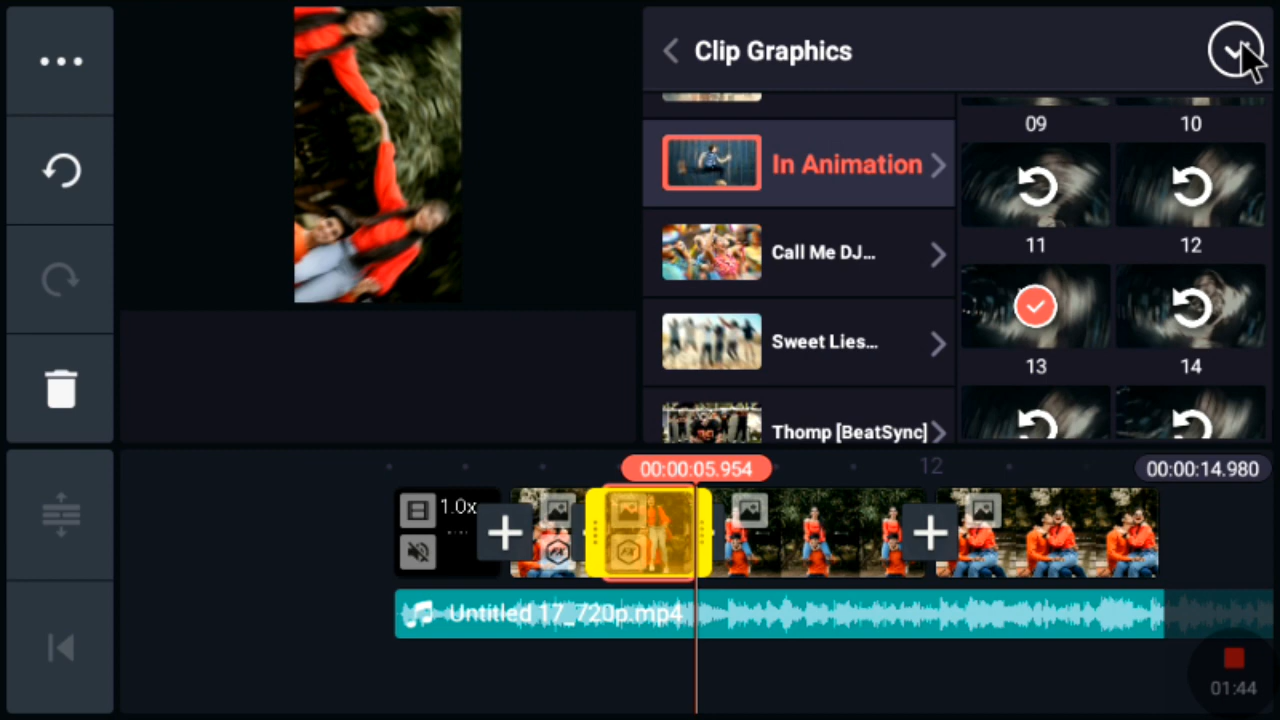 Clip Graphics
In Animation
Call Me DJ...
Sweet Lies...
Thomp [BeatSync]
09
10
11
12
13
14
00:00:05.954
12
00:00:14.980
1.0x
Untitled 17_720p.mp4
01:44